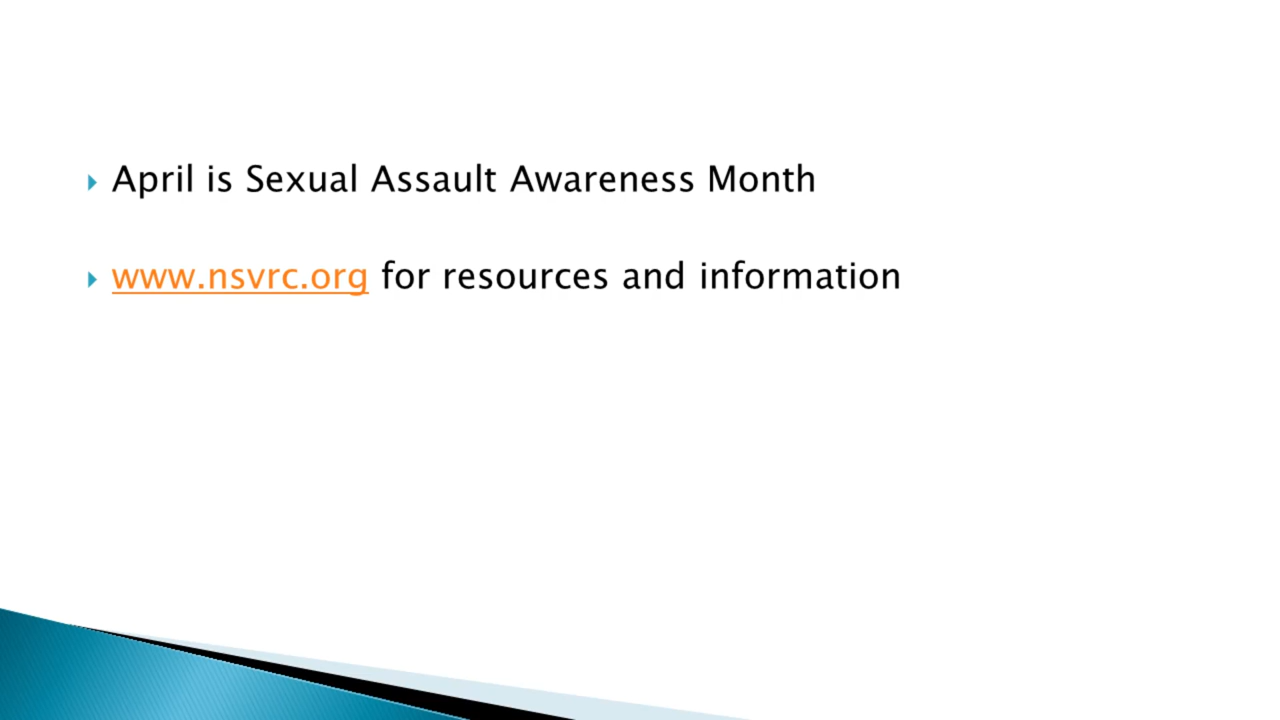 April is Sexual Assault Awareness Month
www.nsvrc.org for resources and information